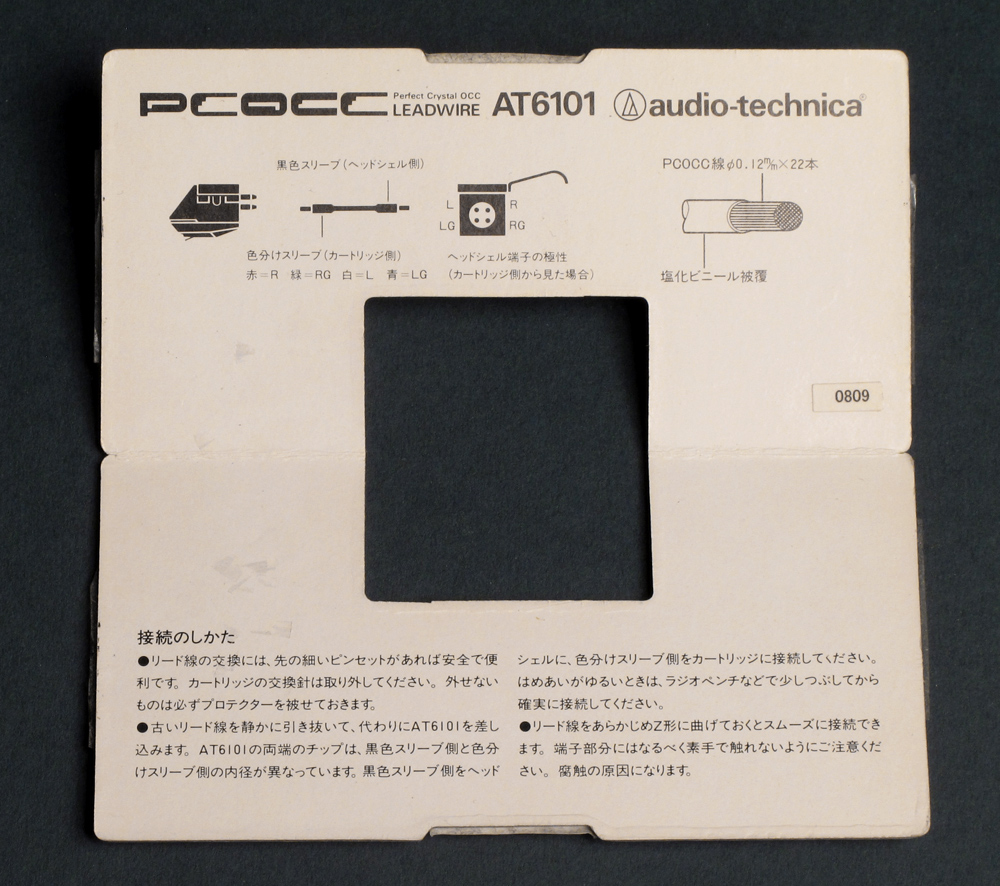 PCOCC Perfect Crystal OCC LEADWIRE AT6101 audio-technica®
黒色スリーブ(ヘッドシェル側)
PCOCC線φ0.12m/m×22本
L R
LG RG
色分けスリーブ(カートリッジ側)
赤=R 緑=RG 白=L 青=LG
ヘッドシェル端子の極性
(カートリッジ側から見た場合)
塩化ビニール被覆
0809
接続のしかた
●リード線の交換には、先の細いピンセットがあれば安全で便
利です。カートリッジの交換針は取り外してください。外せない
ものは必ずプロテクターを被せておきます。
●古いリード線を静かに引き抜いて、代わりにAT6101を差し
込みます。AT6101の両端のチップは、黒色スリーブ側と色分
けスリーブ側の内径が異なっています。黒色スリーブ側をヘッド
シェルに、色分けスリーブ側をカートリッジに接続してください。
はめあいがゆるいときは、ラジオペンチなどで少しつぶしてから
確実に接続してください。
●リード線をあらかじめZ形に曲げておくとスムーズに接続でき
ます。端子部分にはなるべく素手で触れないようにご注意くだ
さい。腐触の原因になります。